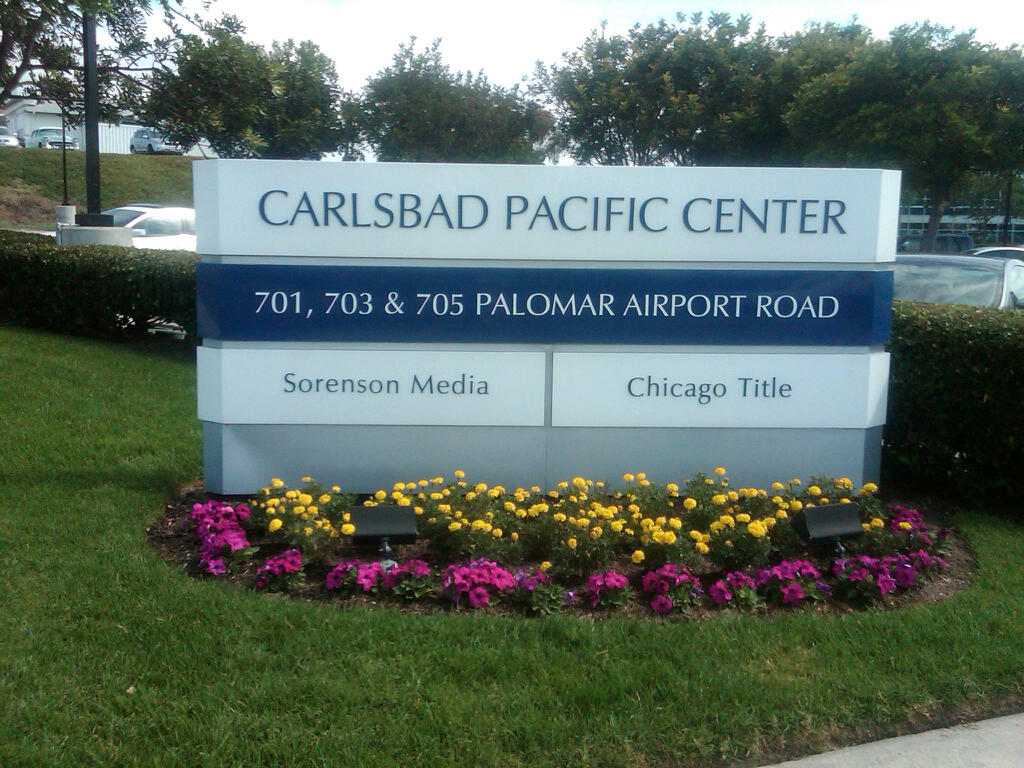 CARLSBAD PACIFIC CENTER
701, 703 & 705 PALOMAR AIRPORT ROAD
Sorenson Media
Chicago Title